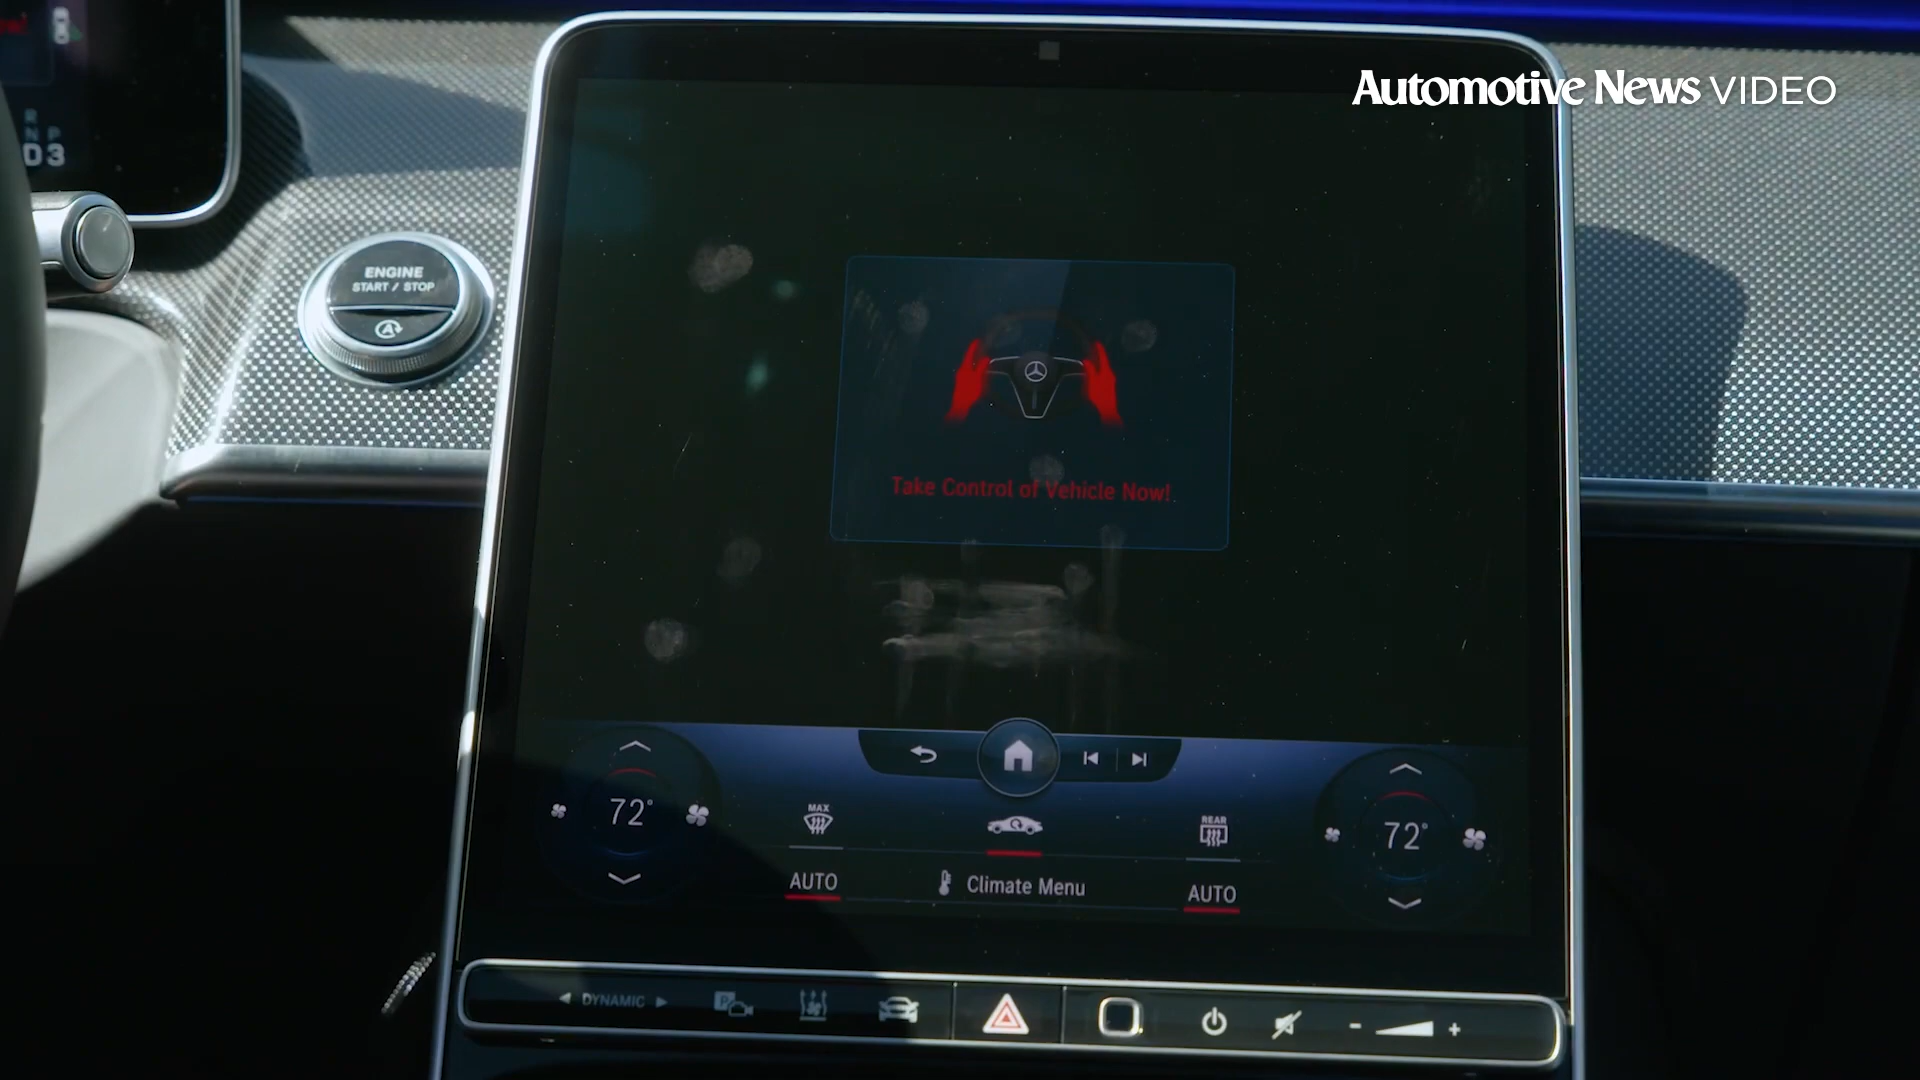 Automotive News VIDEO
R
N P
D3
ENGINE
START / STOP
A
Take Control of Vehicle Now!
72°
MAX
REAR
72°
AUTO
Climate Menu
AUTO
DYNAMIC
P